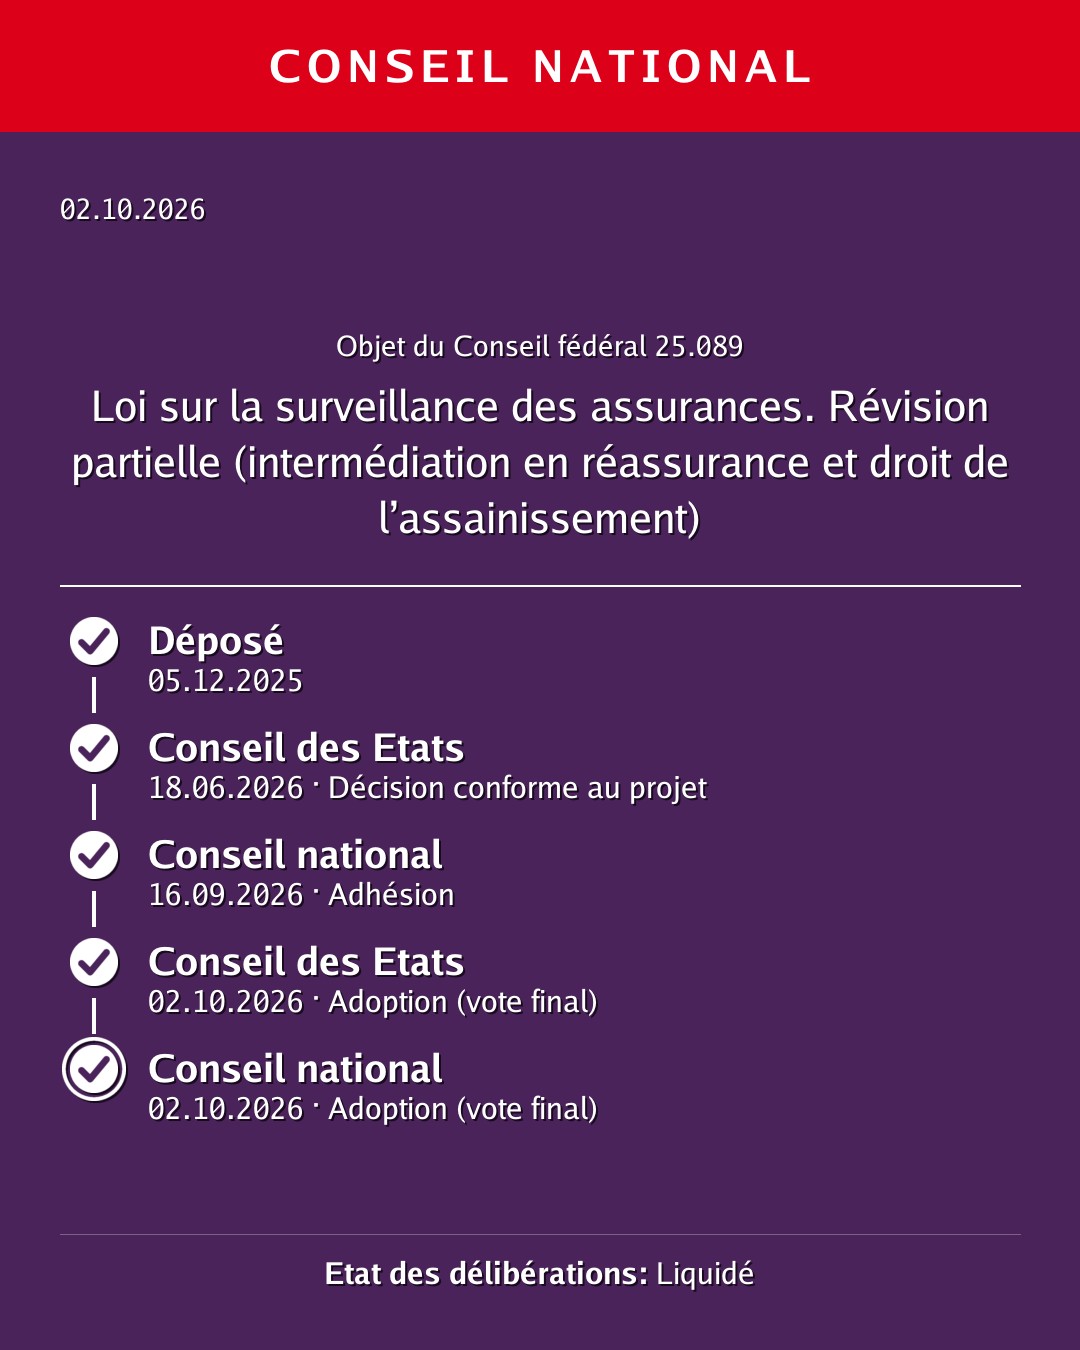 CONSEIL NATIONAL
02.10.2026
Objet du Conseil fédéral 25.089
Loi sur la surveillance des assurances. Révision
partielle (intermédiation en réassurance et droit de
l’assainissement)
Déposé
05.12.2025
Conseil des Etats
18.06.2026 · Décision conforme au projet
Conseil national
16.09.2026 · Adhésion
Conseil des Etats
02.10.2026 · Adoption (vote final)
Conseil national
02.10.2026 · Adoption (vote final)
Etat des délibérations: Liquidé